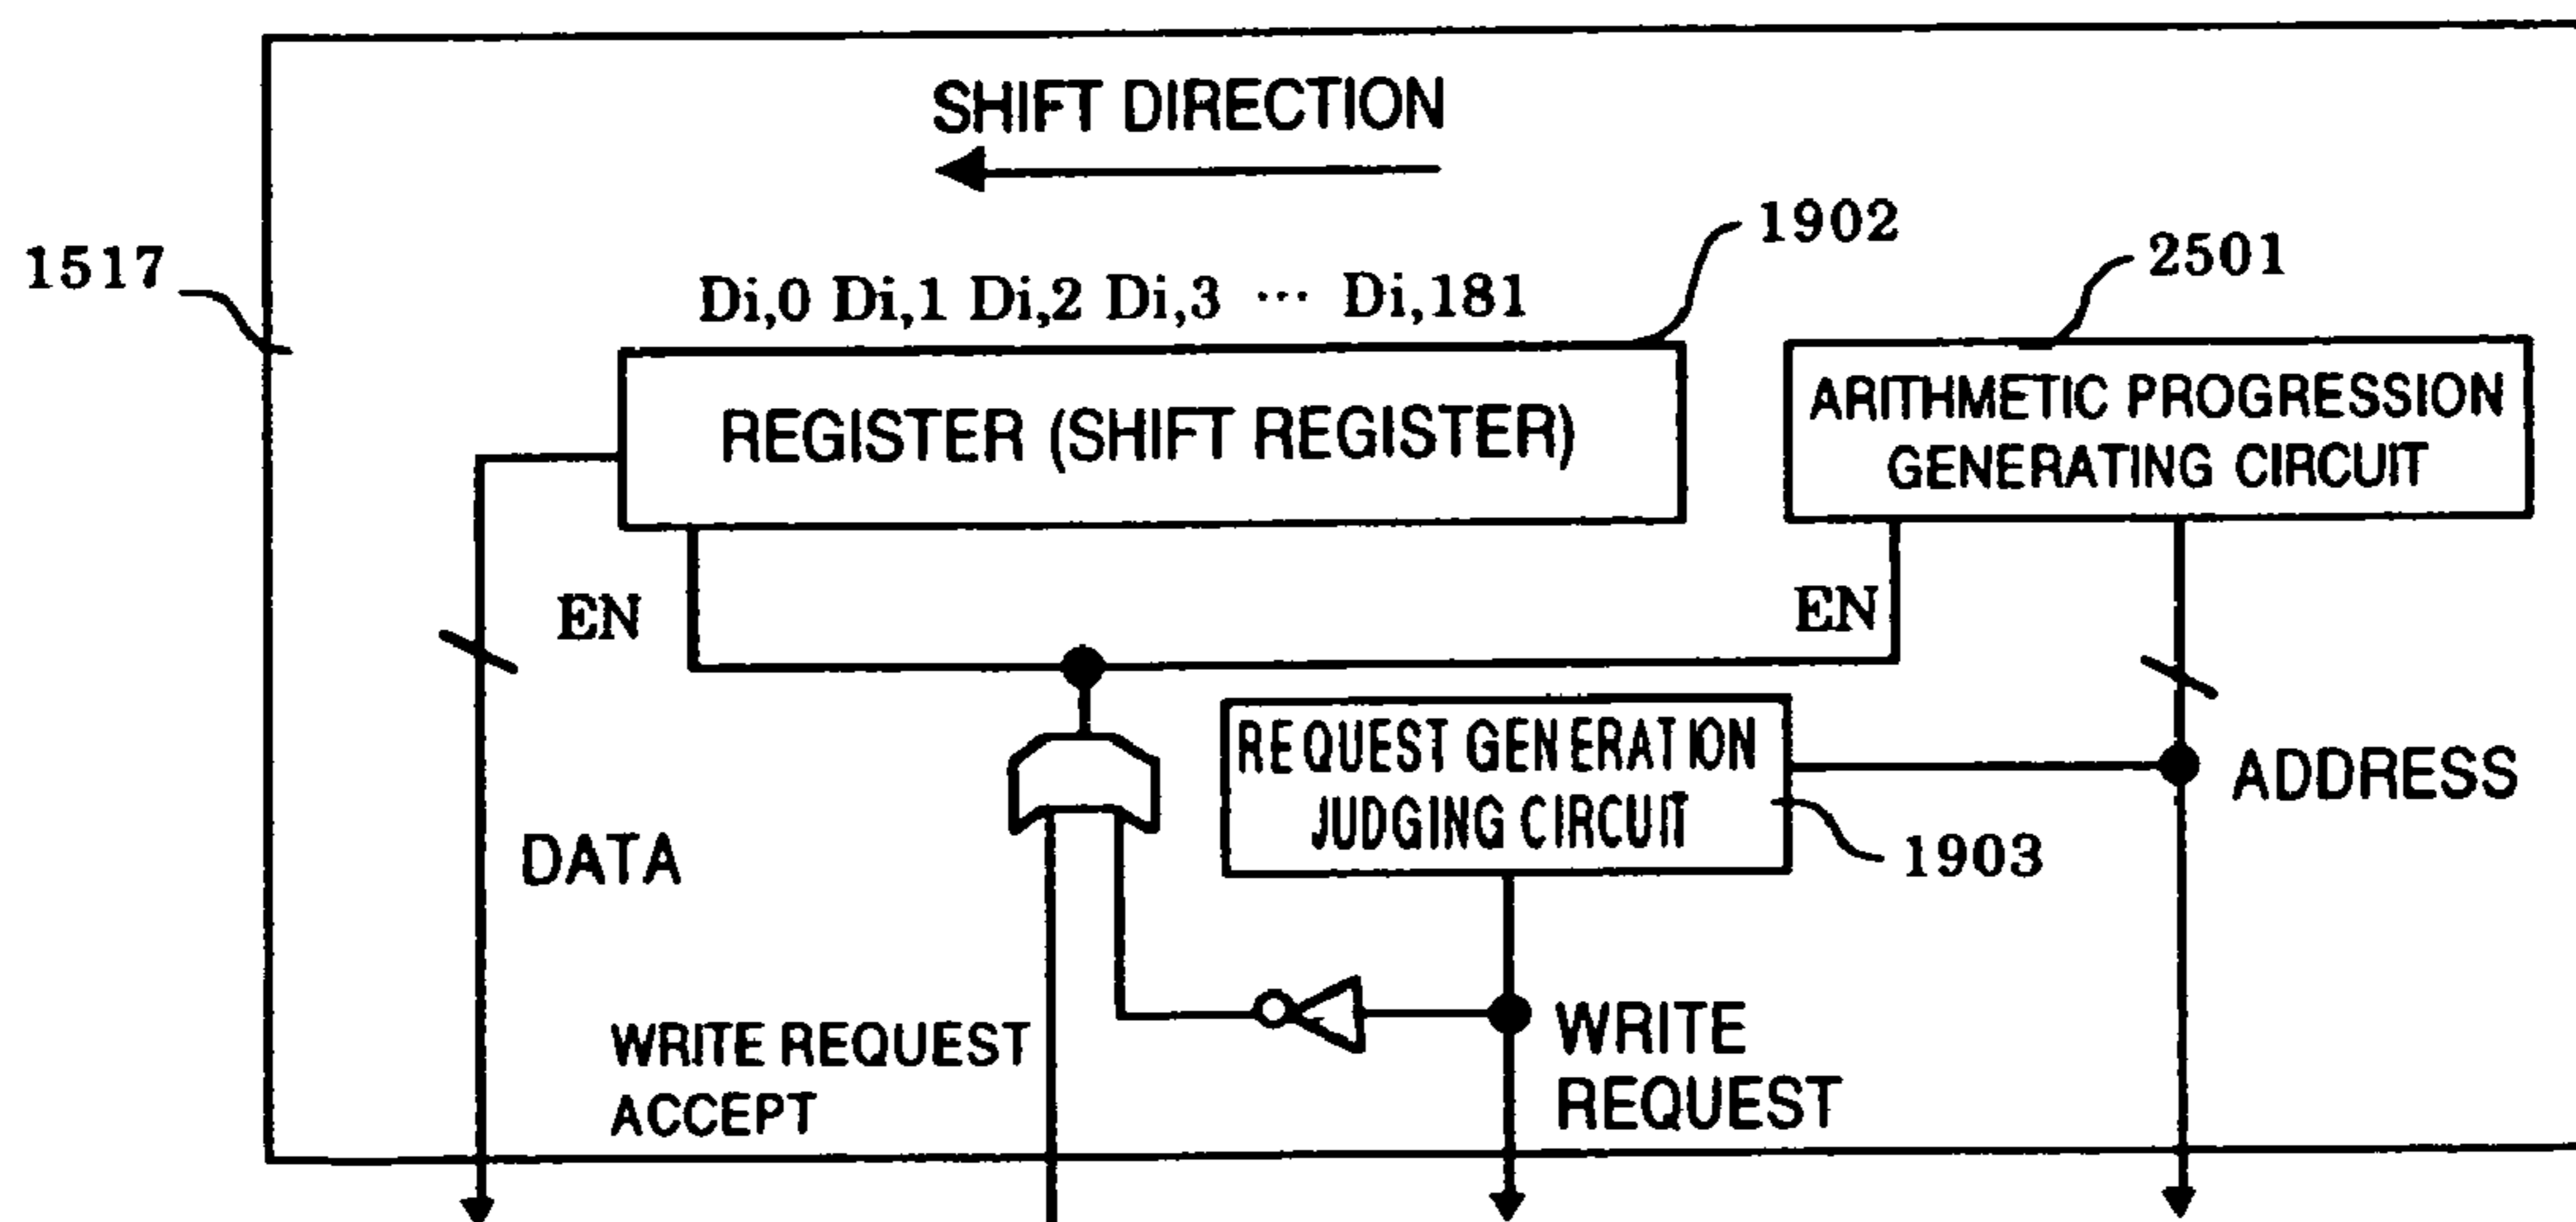 SHIFT DIRECTION
1902
2501
1517
Di,0 Di,1 Di,2 Di,3 ··· Di,181
REGISTER (SHIFT REGISTER)
ARITHMETIC PROGRESSION
GENERATING CIRCUIT
EN
EN
REQUEST GENERATION
JUDGING CIRCUIT
ADDRESS
1903
DATA
WRITE REQUEST
ACCEPT
WRITE
REQUEST